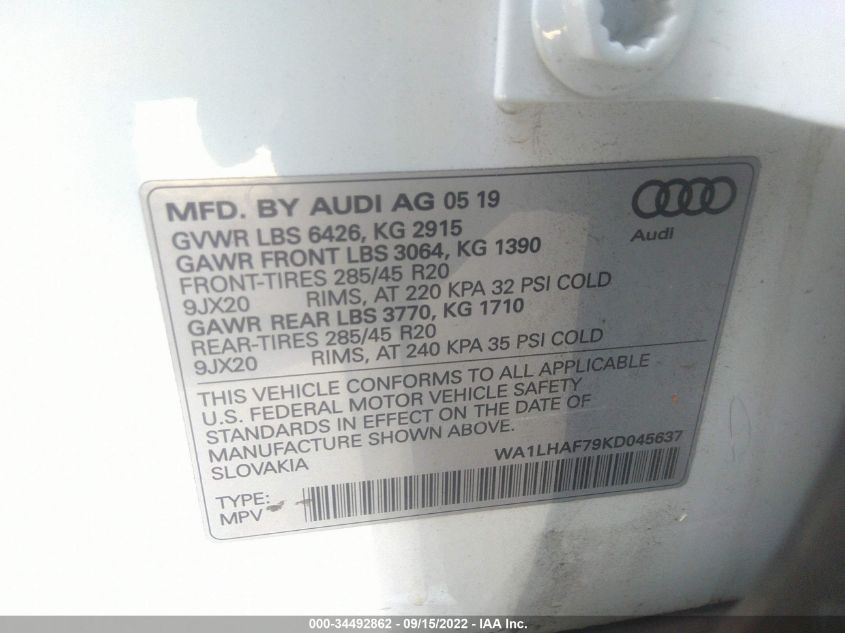 MFD. BY AUDI AG 05 19
Audi
GVWR LBS 6426, KG 2915
GAWR FRONT LBS 3064, KG 1390
FRONT-TIRES 285/45 R20
9JX20 RIMS, AT 220 KPA 32 PSI COLD
GAWR REAR LBS 3770, KG 1710
REAR-TIRES 285/45 R20
9JX20 RIMS, AT 240 KPA 35 PSI COLD
THIS VEHICLE CONFORMS TO ALL APPLICABLE
U.S. FEDERAL MOTOR VEHICLE SAFETY
STANDARDS IN EFFECT ON THE DATE OF
MANUFACTURE SHOWN ABOVE.
SLOVAKIA
WA1LHAF79KD045637
TYPE:
MPV
000-34492862 - 09/15/2022 - IAA Inc.